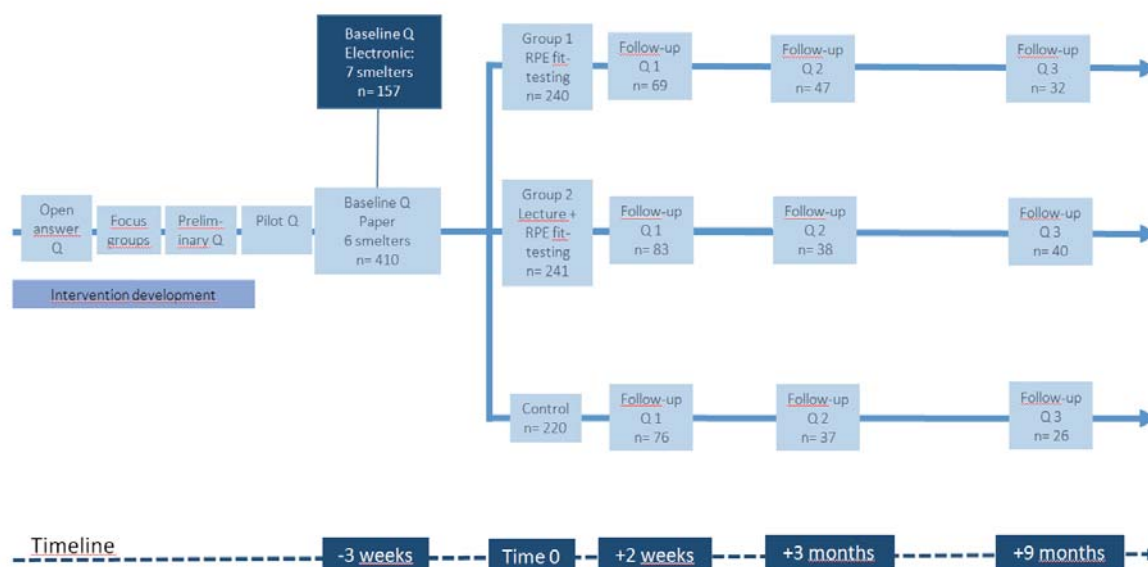 Baseline Q
Electronic:
7 smelters
n= 157
Group 1
RPE fit-
testing
n= 240
Follow-up
Q 1
n= 69
Follow-up
Q 2
n= 47
Follow-up
Q 3
n= 32
Open
answer
Q
Focus
groups
Prelim-
inary Q
Pilot Q
Baseline Q
Paper
6 smelters
n= 410
Group 2
Lecture +
RPE fit-
testing
n= 241
Follow-up
Q 1
n= 83
Follow-up
Q 2
n= 38
Follow-up
Q 3
n= 40
Intervention development
Control
n= 220
Follow-up
Q 1
n= 76
Follow-up
Q 2
n= 37
Follow-up
Q 3
n= 26
Timeline
-3 weeks
Time 0
+2 weeks
+3 months
+9 months